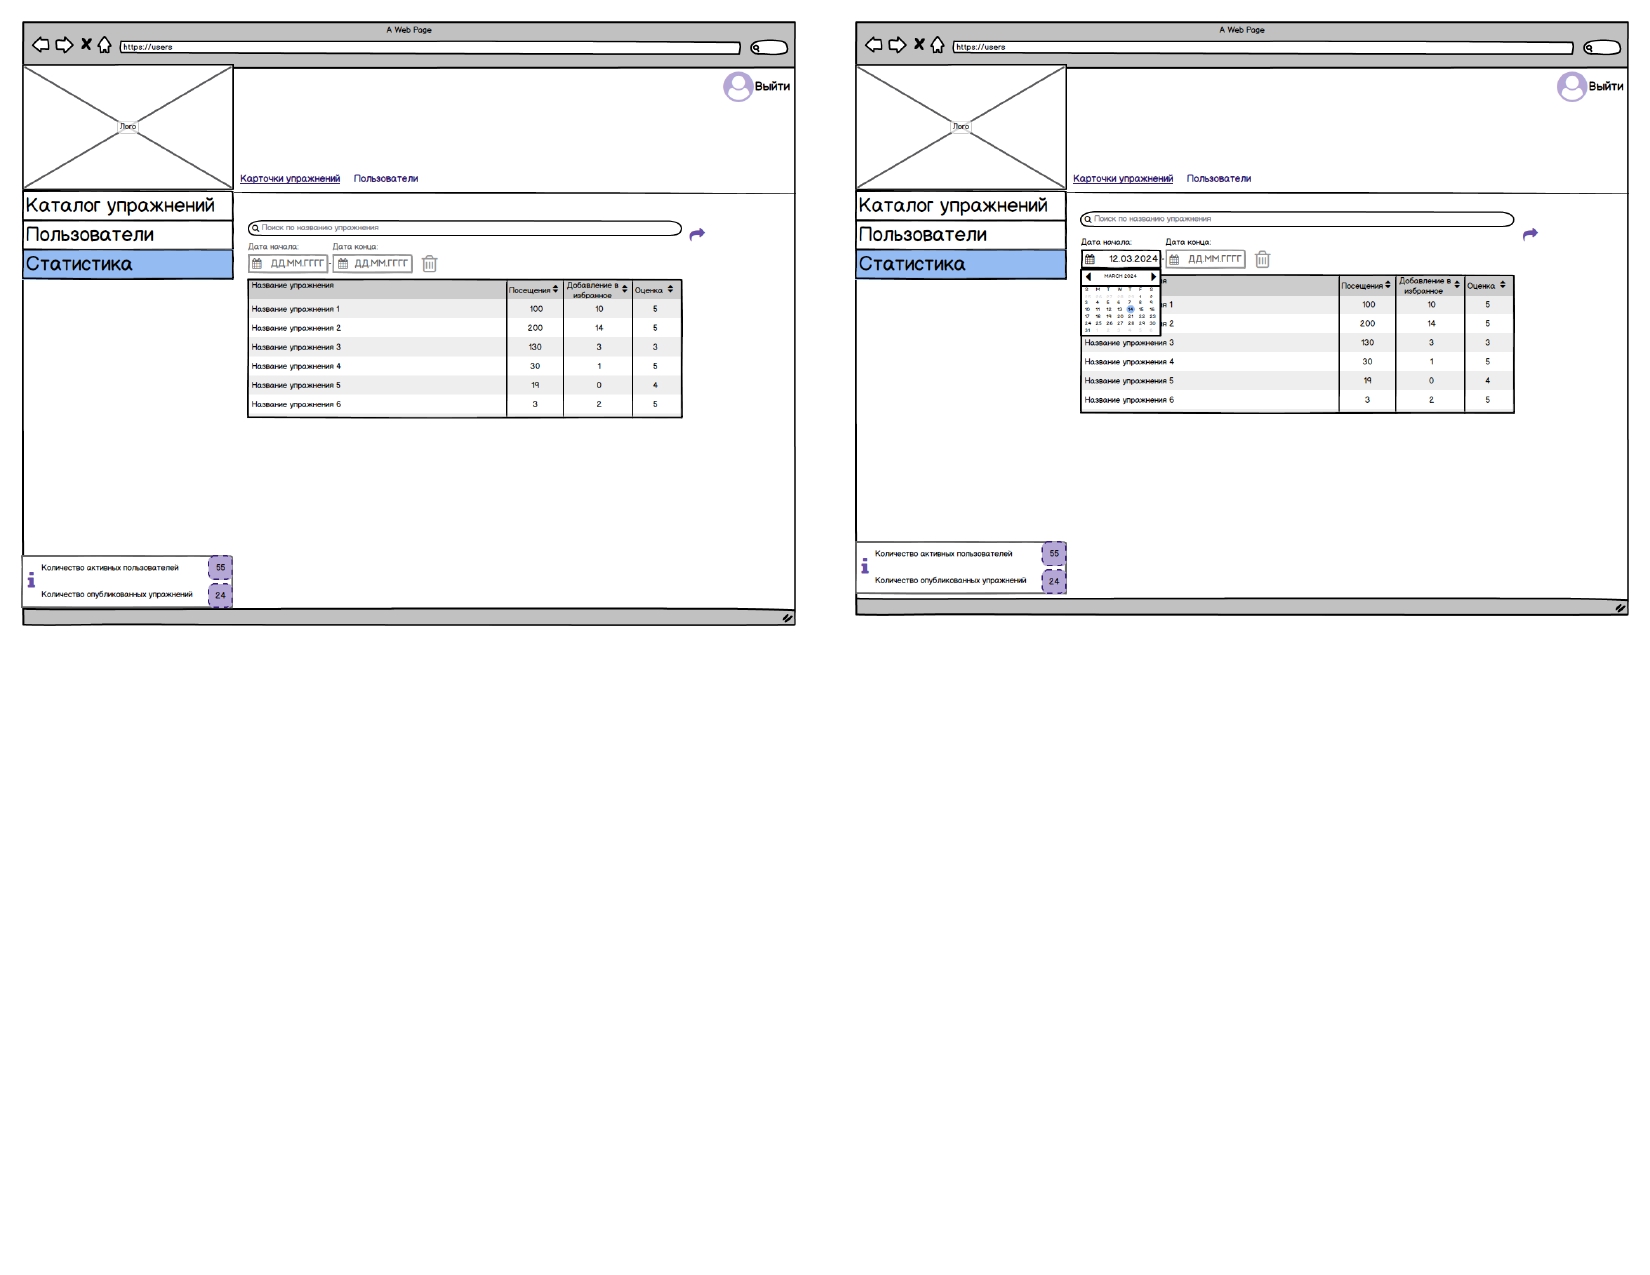 A Web Page
https://users
Лого
Выйти
Карточки упражнений Пользователи
Каталог упражнений
Пользователи
Статистика
Поиск по названию упражнения
Дата начала: Дата конца:
ДД.ММ.ГГГГ - ДД.ММ.ГГГГ
Название упражнения Посещения Добавление в избранное Оценка
Название упражнения 1 100 10 5
Название упражнения 2 200 14 5
Название упражнения 3 130 3 3
Название упражнения 4 30 1 5
Название упражнения 5 19 0 4
Название упражнения 6 3 2 5
Количество активных пользователей 55
Количество опубликованных упражнений 24
A Web Page
https://users
Лого
Выйти
Карточки упражнений Пользователи
Каталог упражнений
Пользователи
Статистика
Поиск по названию упражнения
Дата начала: Дата конца:
12.03.2024 - ДД.ММ.ГГГГ
MARCH 2024
S M T W T F S
1 2
3 4 5 6 7 8 9
10 11 12 13 14 15 16
17 18 19 20 21 22 23
24 25 26 27 28 29 30
31
я Посещения Добавление в избранное Оценка
я 1 100 10 5
я 2 200 14 5
Название упражнения 3 130 3 3
Название упражнения 4 30 1 5
Название упражнения 5 19 0 4
Название упражнения 6 3 2 5
Количество активных пользователей 55
Количество опубликованных упражнений 24